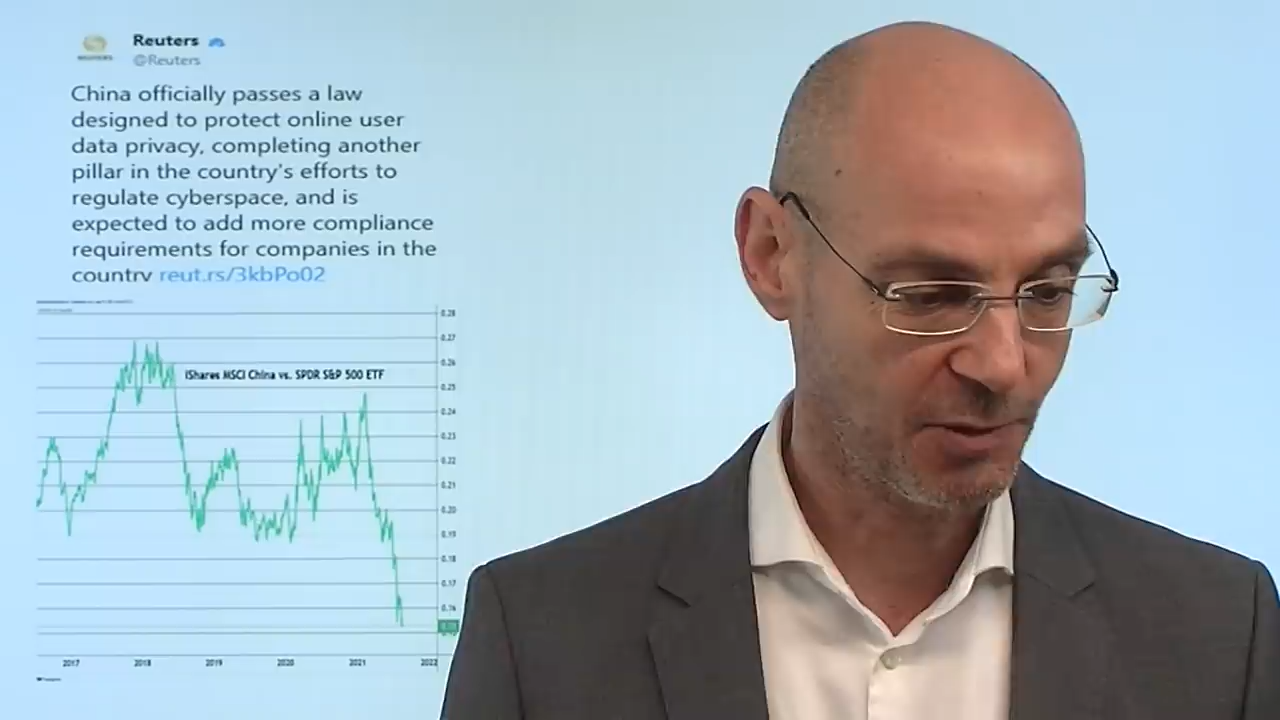 Reuters
@Reuters
REUTERS
China officially passes a law
designed to protect online user
data privacy, completing another
pillar in the country's efforts to
regulate cyberspace, and is
expected to add more compliance
requirements for companies in the
country reut.rs/3kbPo02
iShares MSCI China vs. SPDR S&P 500 ETF
0.28
0.27
0.26
0.25
0.24
0.23
0.22
0.21
0.20
0.19
0.18
0.17
0.16
2017 2018 2019 2020 2021 2022